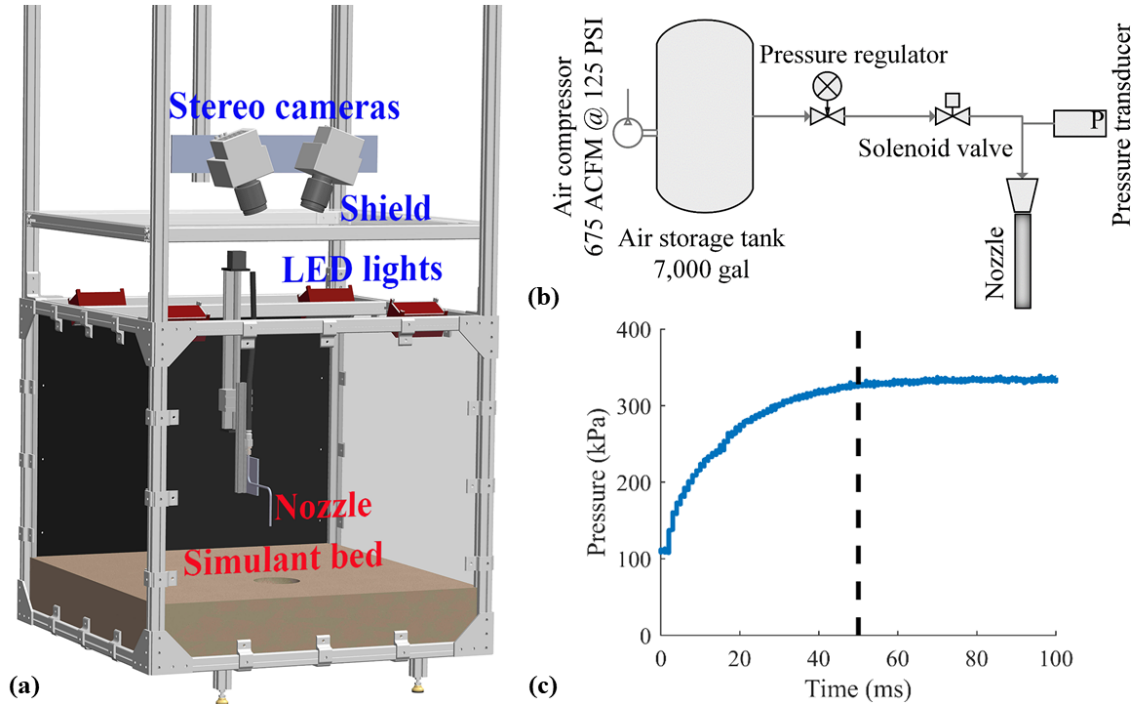 Stereo cameras
Shield
LED lights
Nozzle
Simulant bed
(a)
Air compressor
675 ACFM @ 125 PSI
Air storage tank
7,000 gal
Pressure regulator
Solenoid valve
P
Pressure transducer
Nozzle
(b)
400
300
200
100
0
Pressure (kPa)
0 20 40 60 80 100
Time (ms)
(c)